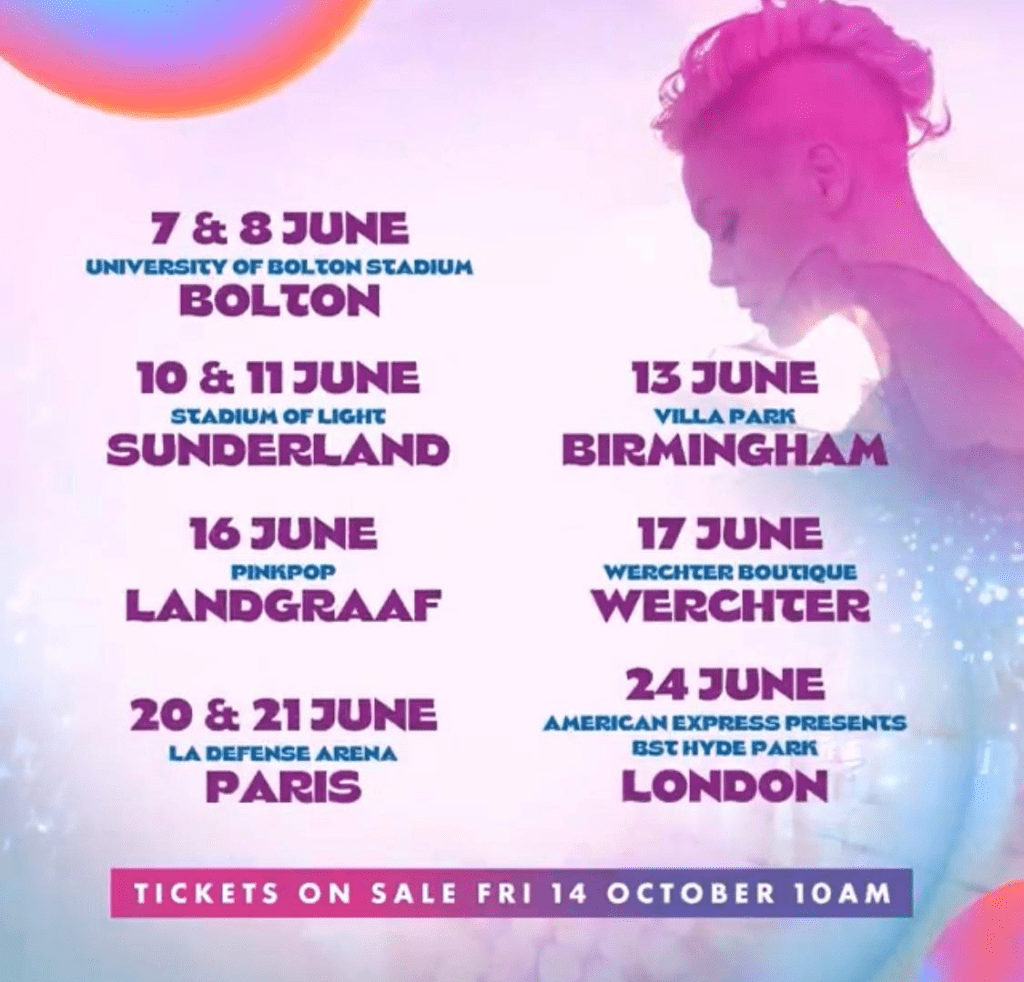 7 & 8 JUNE
UNIVERSITY OF BOLTON STADIUM
BOLTON
10 & 11 JUNE
STADIUM OF LIGHT
SUNDERLAND
13 JUNE
VILLA PARK
BIRMINGHAM
16 JUNE
PINKPOP
LANDGRAAF
17 JUNE
WERCHTER BOUTIQUE
WERCHTER
20 & 21 JUNE
LA DEFENSE ARENA
PARIS
24 JUNE
AMERICAN EXPRESS PRESENTS
BST HYDE PARK
LONDON
TICKETS ON SALE FRI 14 OCTOBER 10AM